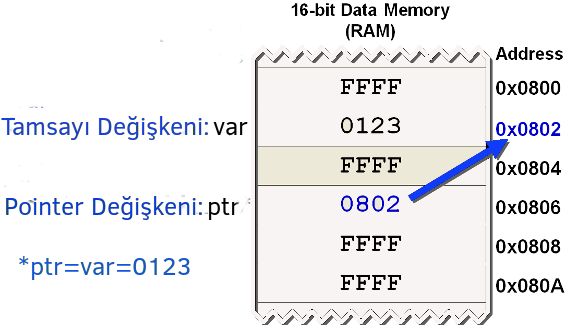 16-bit Data Memory
(RAM)
Address
FFFF 0x0800
Tamsayı Değişkeni: var 0123 0x0802
FFFF 0x0804
Pointer Değişkeni: ptr 0802 0x0806
FFFF 0x0808
*ptr=var=0123
FFFF 0x080A